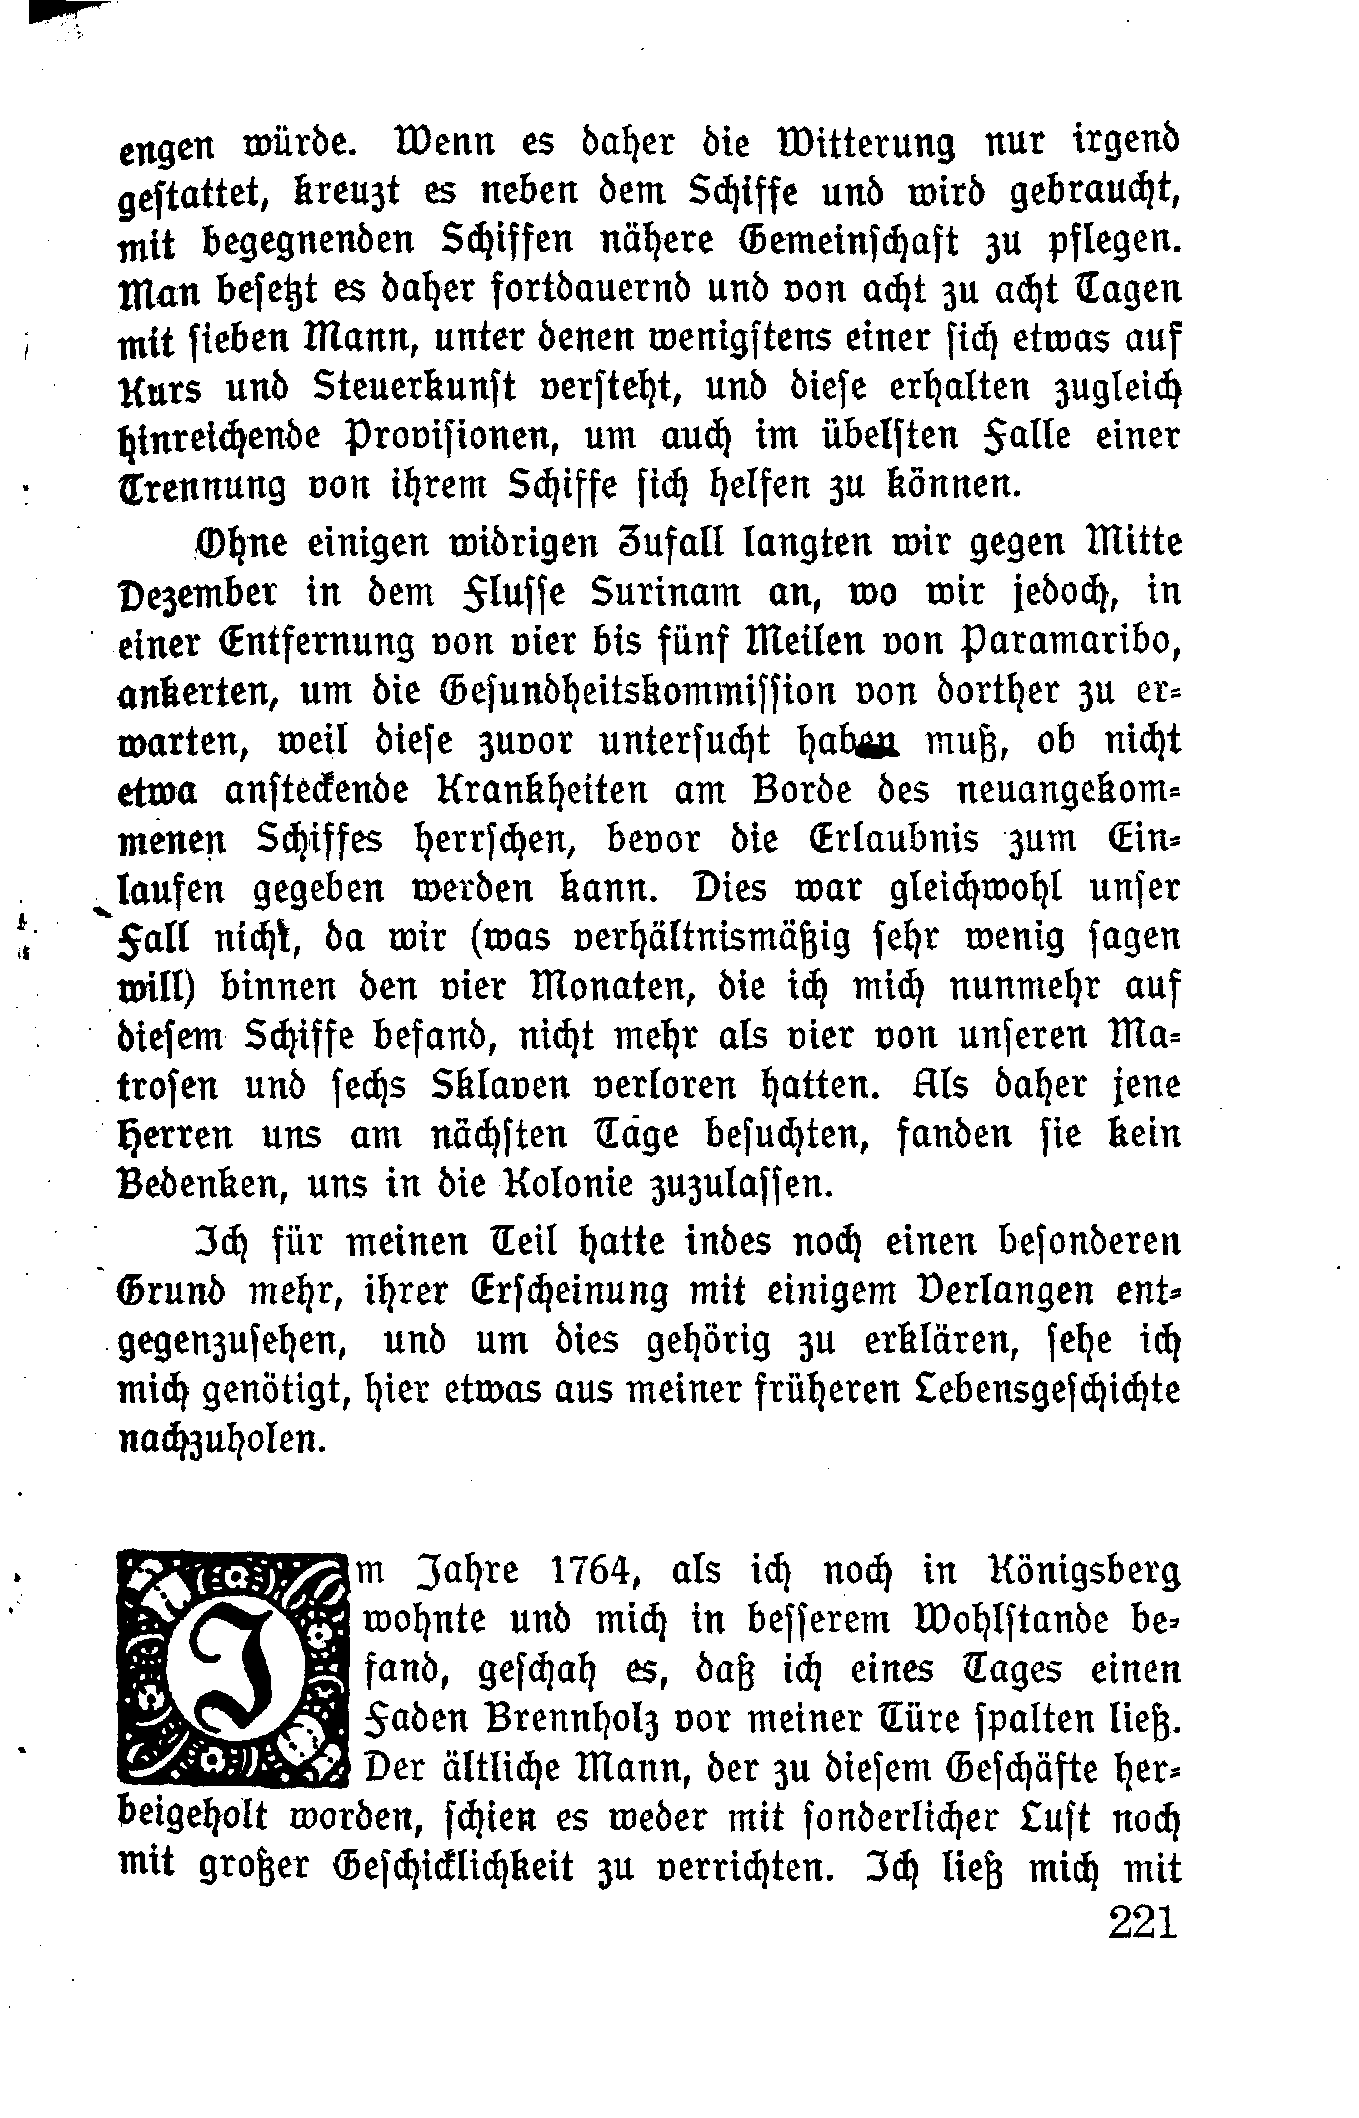 engen würde. Wenn es daher die Witterung nur irgend
gestattet, kreuzt es neben dem Schiffe und wird gebraucht,
mit begegnenden Schiffen nähere Gemeinschaft zu pflegen.
Man besetzt es daher fortdauernd und von acht zu acht Tagen
mit sieben Mann, unter denen wenigstens einer sich etwas auf
Kurs und Steuerkunst versteht, und diese erhalten zugleich
hinreichende Provisionen, um auch im übelsten Falle einer
Trennung von ihrem Schiffe sich helfen zu können.
Ohne einigen widrigen Zufall langten wir gegen Mitte
Dezember in dem Flusse Surinam an, wo wir jedoch, in
einer Entfernung von vier bis fünf Meilen von Paramaribo,
ankerten, um die Gesundheitskommission von dorther zu er-
warten, weil diese zuvor untersucht haben muß, ob nicht
etwa ansteckende Krankheiten am Borde des neuangekom-
menen Schiffes herrschen, bevor die Erlaubnis zum Ein-
laufen gegeben werden kann. Dies war gleichwohl unser
Fall nicht, da wir (was verhältnismäßig sehr wenig sagen
will) binnen den vier Monaten, die ich mich nunmehr auf
diesem Schiffe befand, nicht mehr als vier von unseren Ma-
trosen und sechs Sklaven verloren hatten. Als daher jene
Herren uns am nächsten Tage besuchten, fanden sie kein
Bedenken, uns in die Kolonie zuzulassen.
Ich für meinen Teil hatte indes noch einen besonderen
Grund mehr, ihrer Erscheinung mit einigem Verlangen ent-
gegenzusehen, und um dies gehörig zu erklären, sehe ich
mich genötigt, hier etwas aus meiner früheren Lebensgeschichte
nachzuholen.
Im Jahre 1764, als ich noch in Königsberg
wohnte und mich in besserem Wohlstande be-
fand, geschah es, daß ich eines Tages einen
Faden Brennholz vor meiner Türe spalten ließ.
Der ältliche Mann, der zu diesem Geschäfte her-
beigeholt worden, schien es weder mit sonderlicher Lust noch
mit großer Geschicklichkeit zu verrichten. Ich ließ mich mit
221